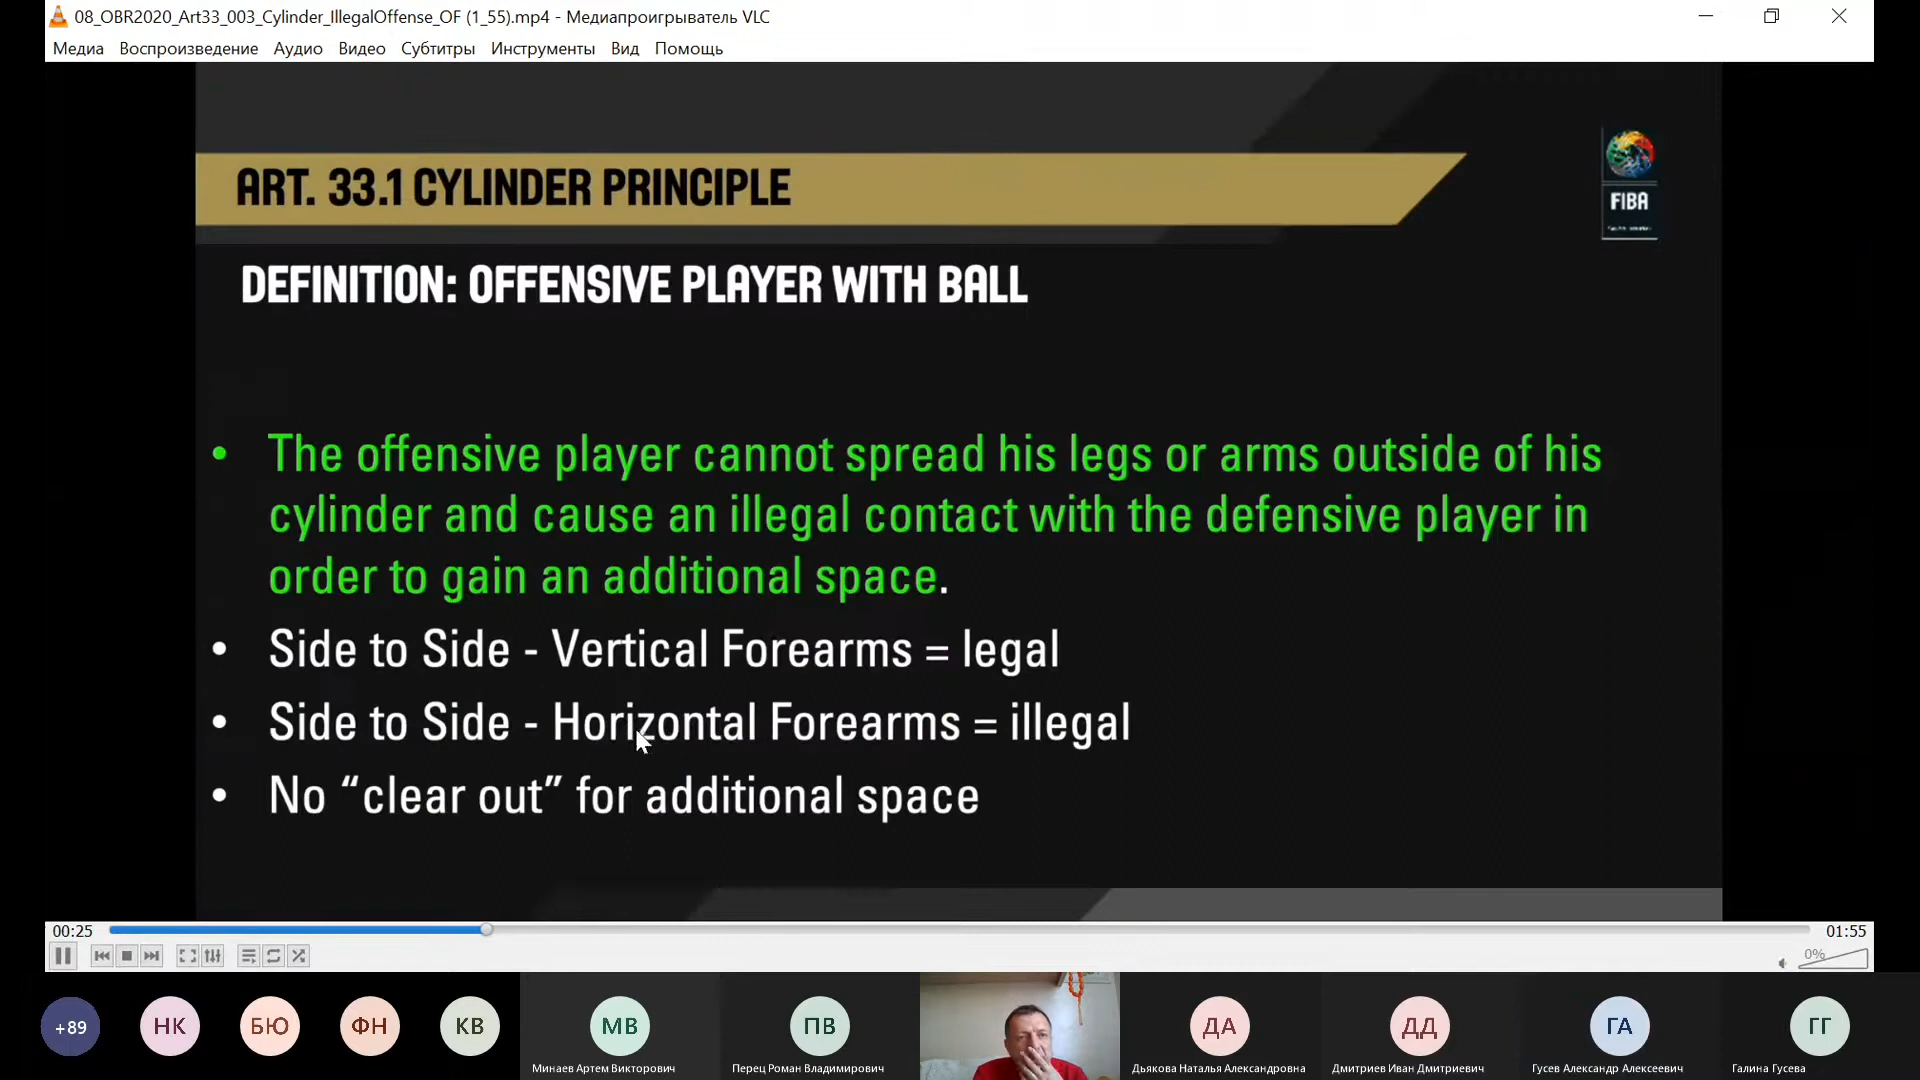 08_OBR2020_Art33_003_Cylinder_IllegalOffense_OF (1_55).mp4 - Медиапроигрыватель VLC
Медиа Воспроизведение Аудио Видео Субтитры Инструменты Вид Помощь
ART. 33.1 CYLINDER PRINCIPLE
FIBA
DEFINITION: OFFENSIVE PLAYER WITH BALL
• The offensive player cannot spread his legs or arms outside of his
cylinder and cause an illegal contact with the defensive player in
order to gain an additional space.
• Side to Side - Vertical Forearms = legal
• Side to Side - Horizontal Forearms = illegal
• No “clear out” for additional space
00:25 01:55
0%
+89 НК БЮ ФН КВ МВ ПВ ДА ДД ГА ГГ
Минаев Артем Викторович Перец Роман Владимирович Дьякова Наталья Александровна Дмитриев Иван Дмитриевич Гусев Александр Алексеевич Галина Гусева